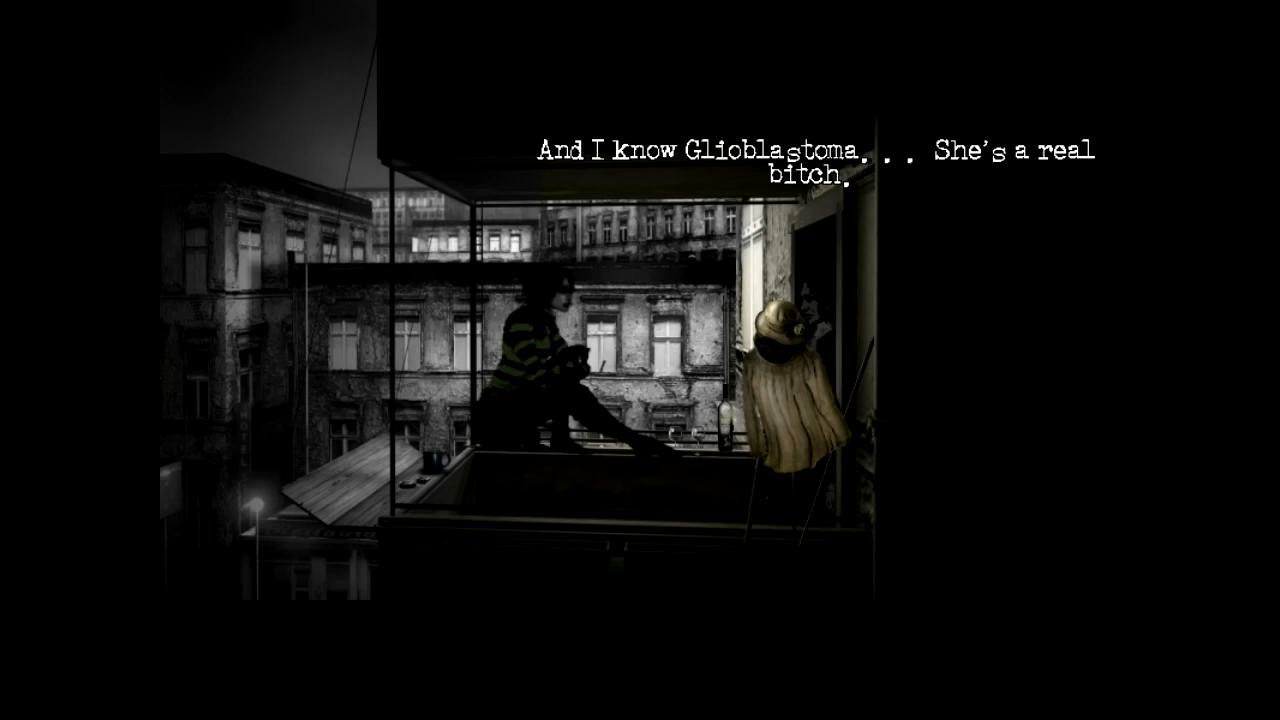 And I know Glioblastoma. . . She's a real
bitch.